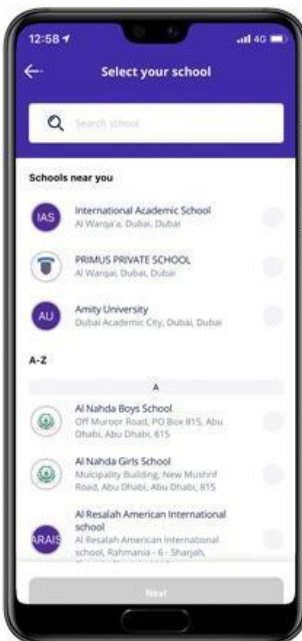 12:58
4G
Select your school
Search school
Schools near you
IAS
International Academic School
Al Warqa'a, Dubai, Dubai
PRIMUS PRIVATE SCHOOL
Al Warqai, Dubai, Dubai
AU
Amity University
Dubai Academic City, Dubai, Dubai
A-Z
A
Al Nahda Boys School
Off Muroor Road, PO Box 815, Abu
Dhabi, Abu Dhabi, 815
Al Nahda Girls School
Mulcipality Building, New Mushrif
Road, Abu Dhabi, Abu Dhabi, 815
ARAIS
Al Resalah American International
school
Al Resalah American International
school, Rahmania - 6 - Sharjah,
Next